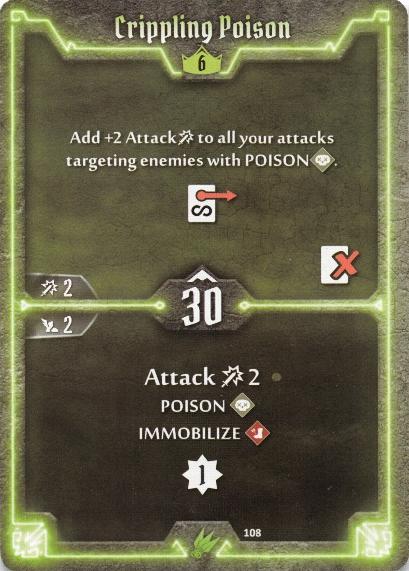 Crippling Poison
6
Add +2 Attack to all your attacks
targeting enemies with POISON.
2
30
2
Attack 2
POISON
IMMOBILIZE
1
108